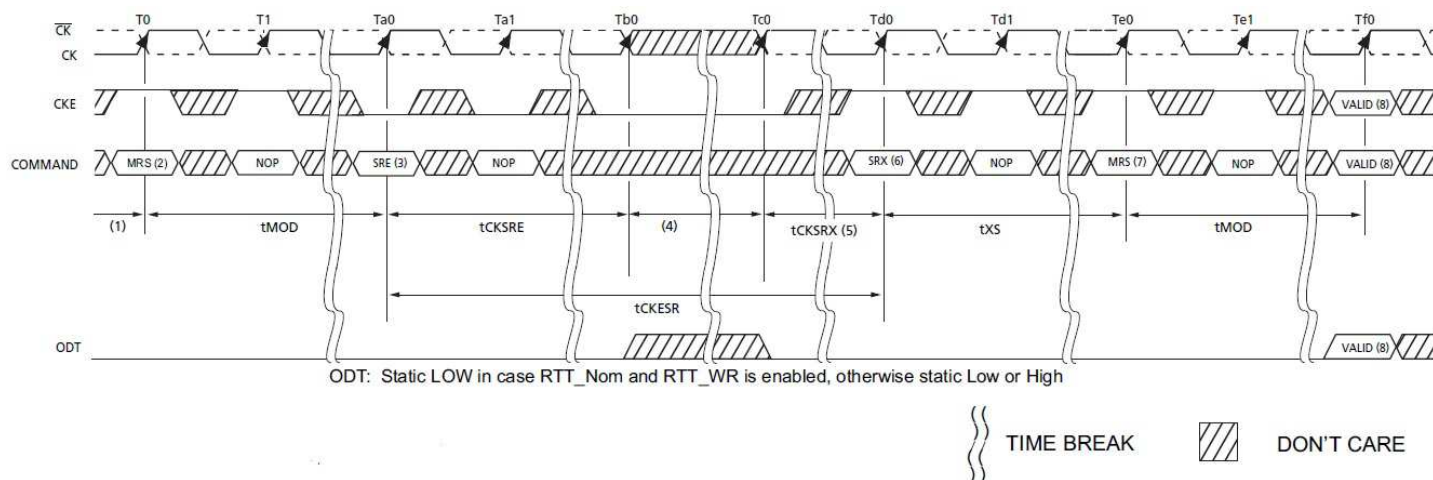 T0 T1 Ta0 Ta1 Tb0 Tc0 Td0 Td1 Te0 Te1 Tf0
CK
CK
CKE VALID (8)
COMMAND MRS (2) NOP SRE (3) NOP SRX (6) NOP MRS (7) NOP VALID (8)
(1) tMOD tCKSRE (4) tCKSRX (5) tXS tMOD
tCKESR
ODT VALID (8)
ODT: Static LOW in case RTT_Nom and RTT_WR is enabled, otherwise static Low or High
TIME BREAK DON'T CARE